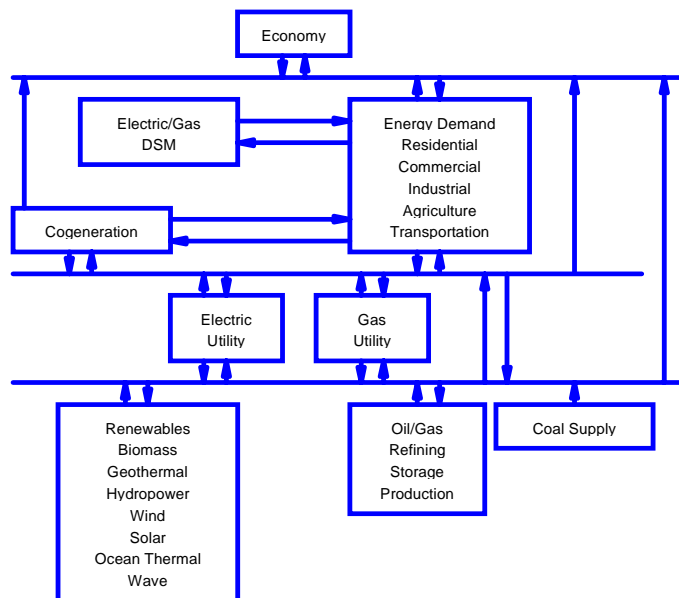 Economy
Electric/Gas
DSM
Energy Demand
Residential
Commercial
Industrial
Agriculture
Transportation
Cogeneration
Electric
Utility
Gas
Utility
Renewables
Biomass
Geothermal
Hydropower
Wind
Solar
Ocean Thermal
Wave
Oil/Gas
Refining
Storage
Production
Coal Supply